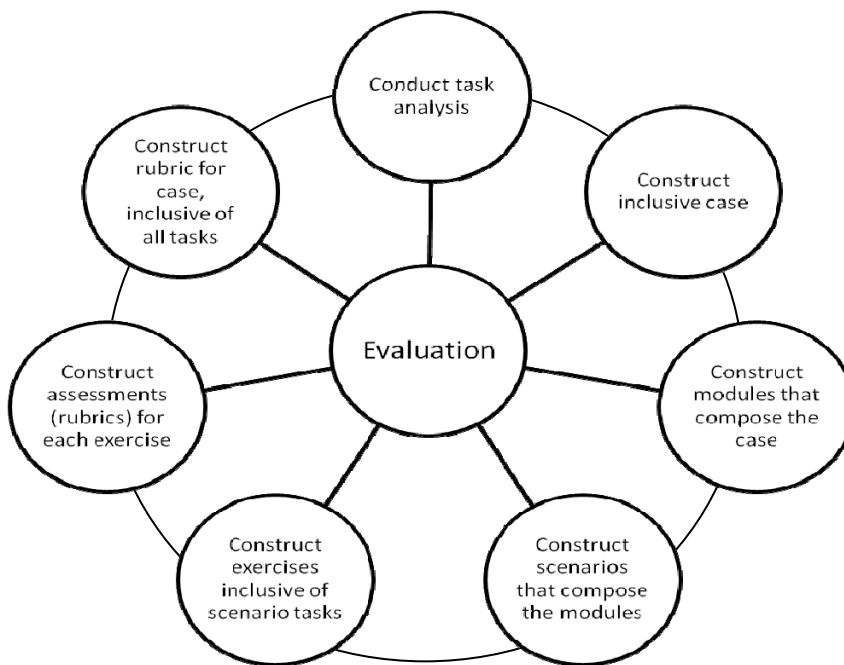 Conduct task
analysis
Construct
inclusive case
Construct
modules that
compose the
case
Construct
scenarios
that compose
the modules
Construct
exercises
inclusive of
scenario tasks
Construct
assessments
(rubrics) for
each exercise
Construct
rubric for
case,
inclusive of
all tasks
Evaluation